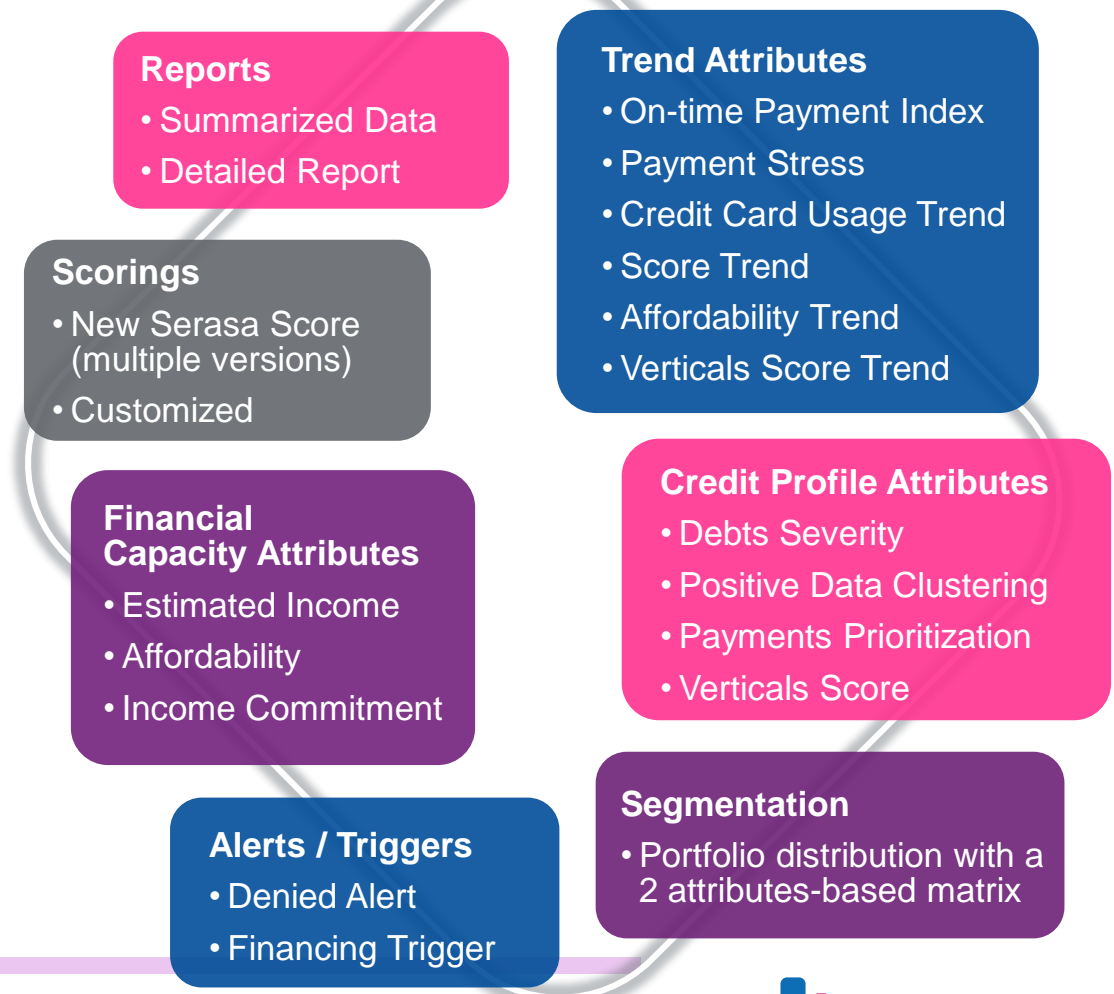 Reports
• Summarized Data
• Detailed Report
Trend Attributes
• On-time Payment Index
• Payment Stress
• Credit Card Usage Trend
• Score Trend
• Affordability Trend
• Verticals Score Trend
Scorings
• New Serasa Score
(multiple versions)
• Customized
Credit Profile Attributes
• Debts Severity
• Positive Data Clustering
• Payments Prioritization
• Verticals Score
Financial
Capacity Attributes
• Estimated Income
• Affordability
• Income Commitment
Segmentation
• Portfolio distribution with a
2 attributes-based matrix
Alerts / Triggers
• Denied Alert
• Financing Trigger